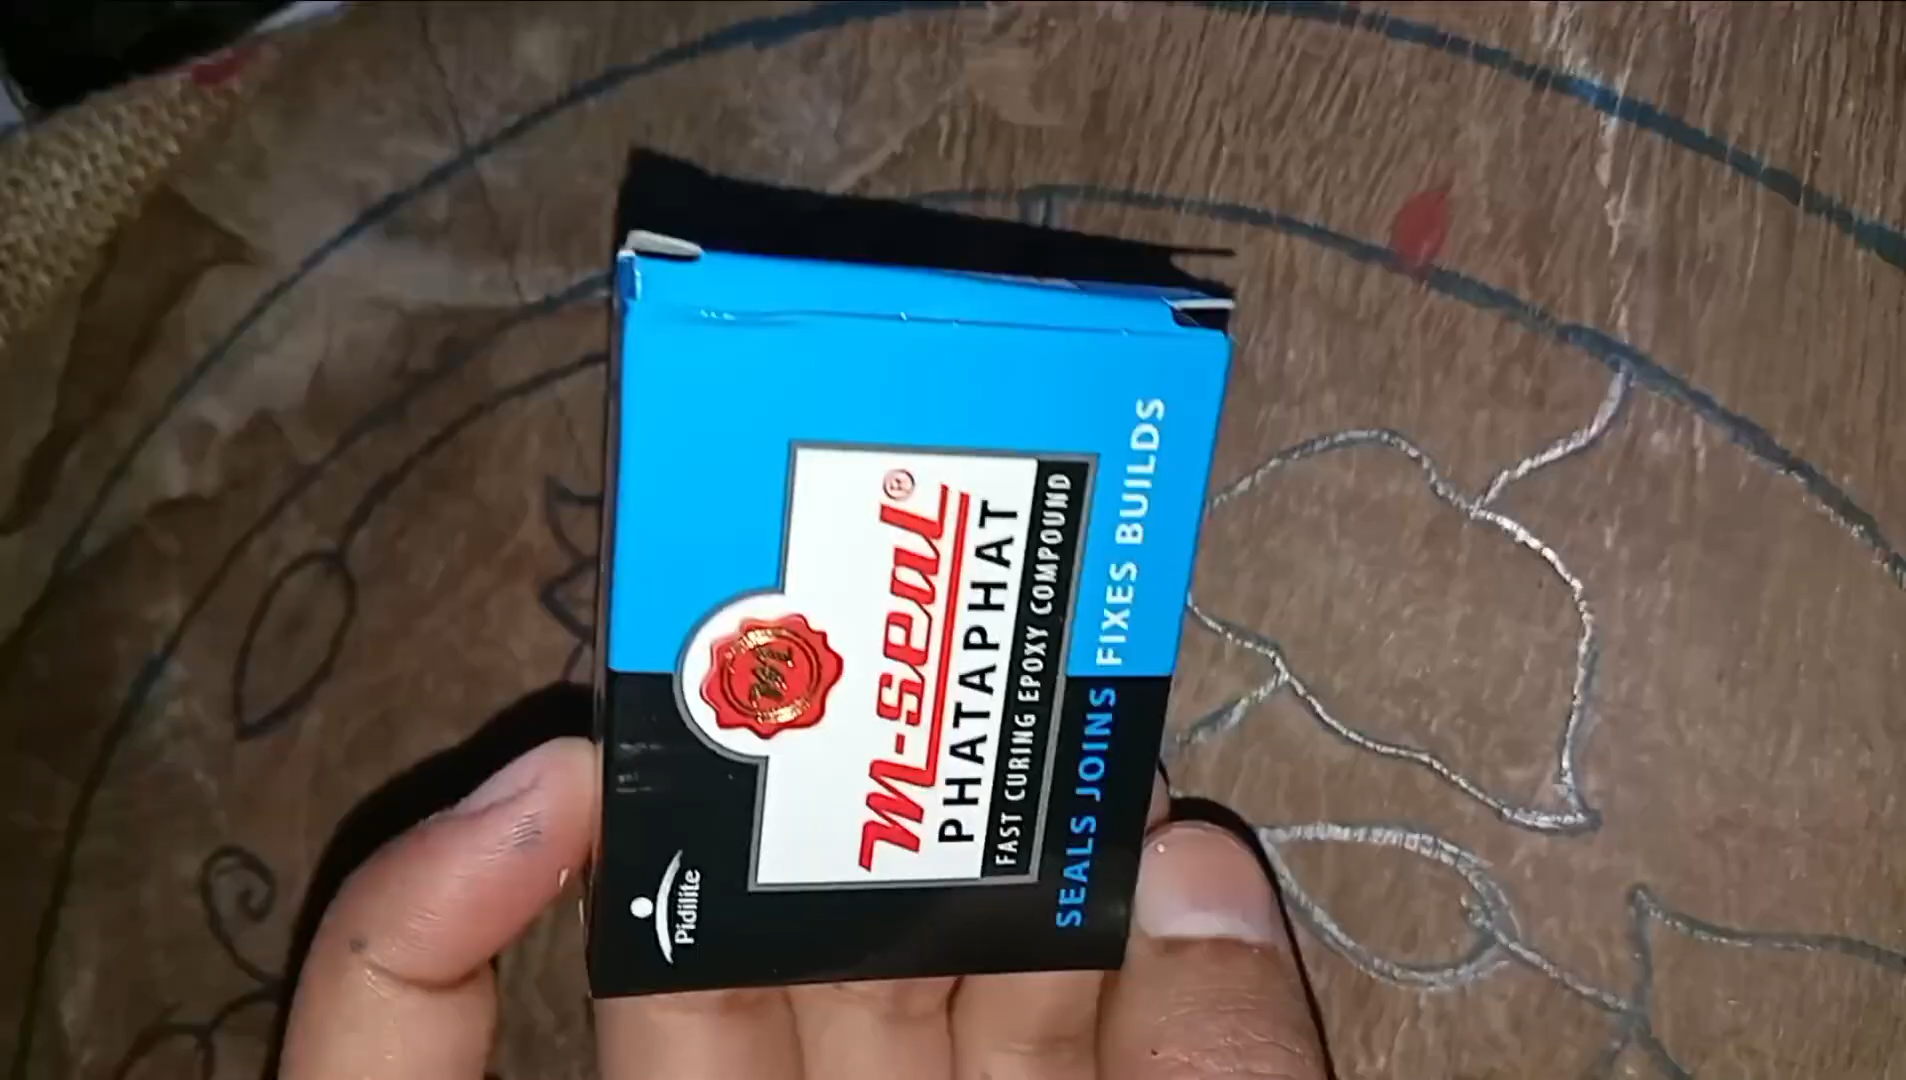 m-seal®
PHATAPHAT
FAST CURING EPOXY COMPOUND
SEALS JOINS FIXES BUILDS
Pidilite